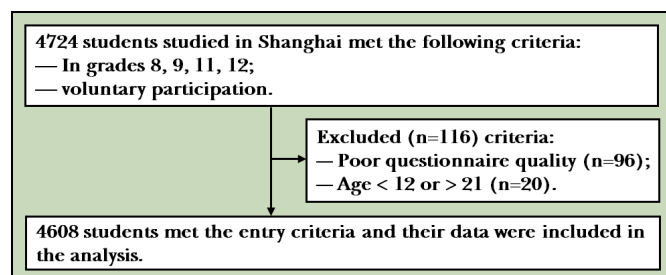 4724 students studied in Shanghai met the following criteria:
— In grades 8, 9, 11, 12;
— voluntary participation.
Excluded (n=116) criteria:
— Poor questionnaire quality (n=96);
— Age < 12 or > 21 (n=20).
4608 students met the entry criteria and their data were included in
the analysis.